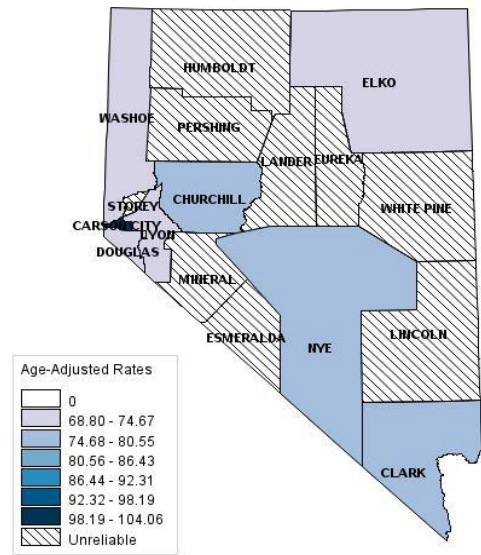 HUMBOLDT
ELKO
WASHOE
PERSHING
LANDER
EUREKA
CHURCHILL
STOREY
WHITE PINE
CARSON CITY
LYON
DOUGLAS
MINERAL
ESMERALDA
NYE
LINCOLN
CLARK
Age-Adjusted Rates
0
68.80 - 74.67
74.68 - 80.55
80.56 - 86.43
86.44 - 92.31
92.32 - 98.19
98.19 - 104.06
Unreliable